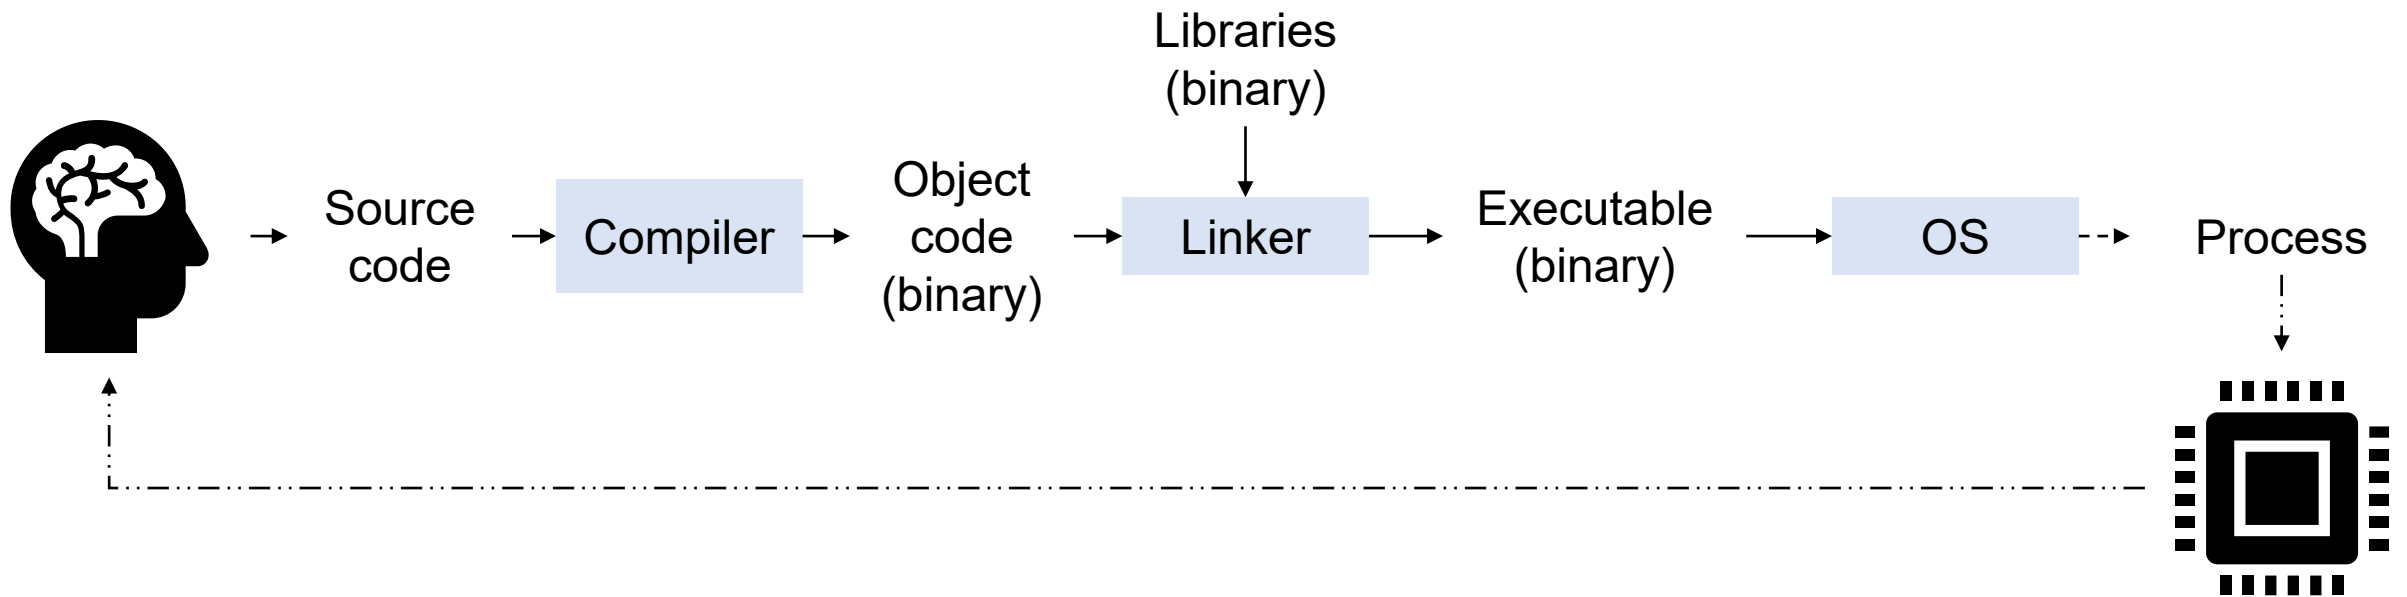 Libraries
(binary)
Source
code
Compiler
Object
code
(binary)
Linker
Executable
(binary)
OS
Process